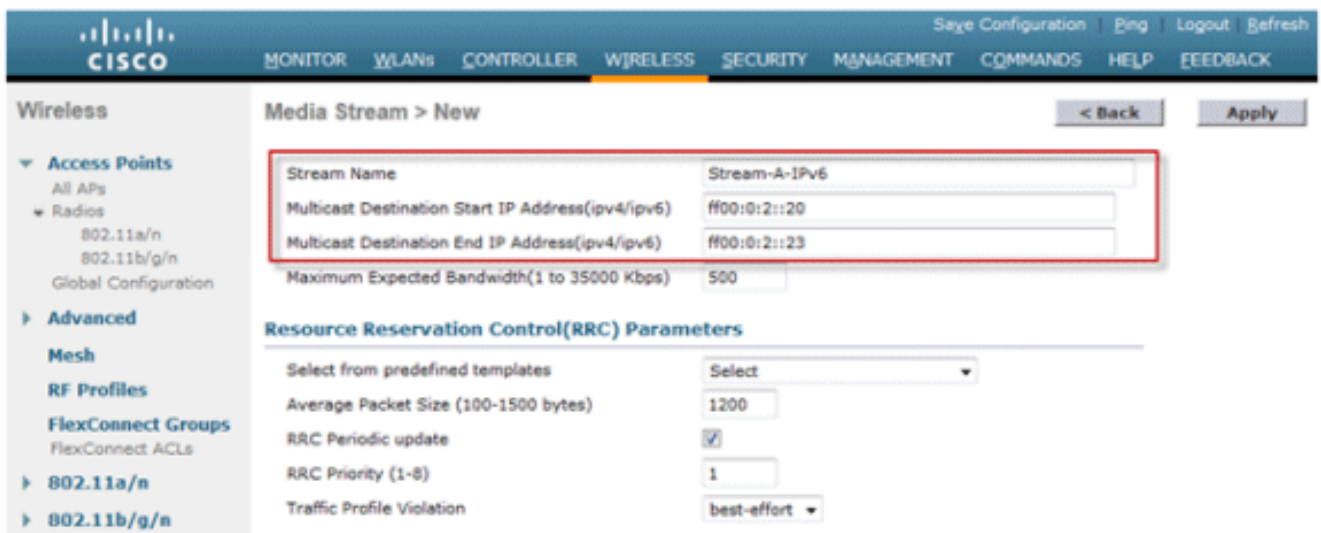 Save Configuration | Ping | Logout | Refresh
CISCO
MONITOR WLANs CONTROLLER WIRELESS SECURITY MANAGEMENT COMMANDS HELP FEEDBACK
Wireless
Access Points
All APs
Radios
802.11a/n
802.11b/g/n
Global Configuration
Advanced
Mesh
RF Profiles
FlexConnect Groups
FlexConnect ACLs
802.11a/n
802.11b/g/n
Media Stream > New
< Back
Apply
Stream Name Stream-A-IPv6
Multicast Destination Start IP Address(ipv4/ipv6) ff00:0:2::20
Multicast Destination End IP Address(ipv4/ipv6) ff00:0:2::23
Maximum Expected Bandwidth(1 to 35000 Kbps) 500
Resource Reservation Control(RRC) Parameters
Select from predefined templates Select
Average Packet Size (100-1500 bytes) 1200
RRC Periodic update
RRC Priority (1-8) 1
Traffic Profile Violation best-effort